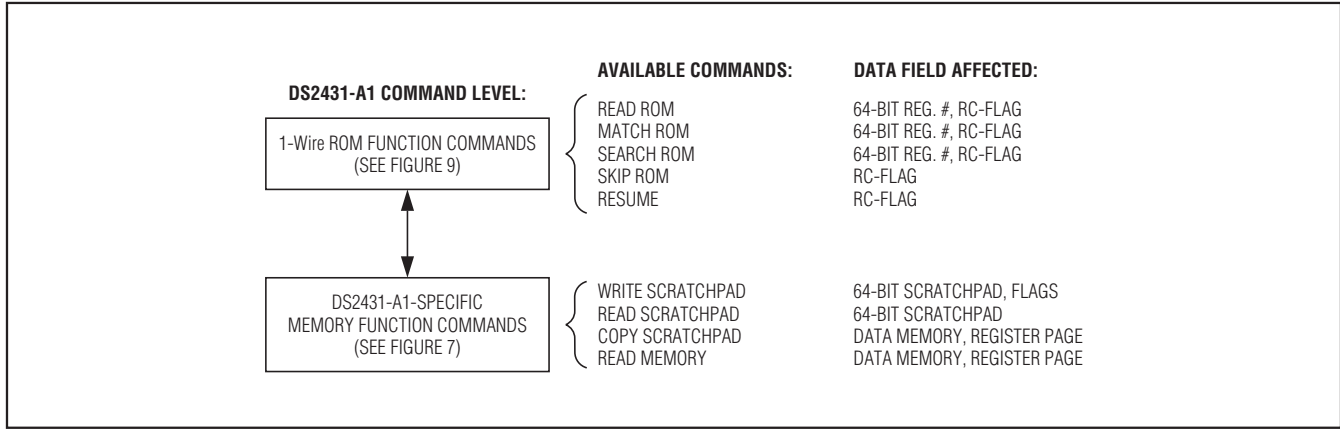 AVAILABLE COMMANDS: DATA FIELD AFFECTED:
DS2431-A1 COMMAND LEVEL:
1-Wire ROM FUNCTION COMMANDS
(SEE FIGURE 9)
READ ROM 64-BIT REG. #, RC-FLAG
MATCH ROM 64-BIT REG. #, RC-FLAG
SEARCH ROM 64-BIT REG. #, RC-FLAG
SKIP ROM RC-FLAG
RESUME RC-FLAG
DS2431-A1-SPECIFIC
MEMORY FUNCTION COMMANDS
(SEE FIGURE 7)
WRITE SCRATCHPAD 64-BIT SCRATCHPAD, FLAGS
READ SCRATCHPAD 64-BIT SCRATCHPAD
COPY SCRATCHPAD DATA MEMORY, REGISTER PAGE
READ MEMORY DATA MEMORY, REGISTER PAGE